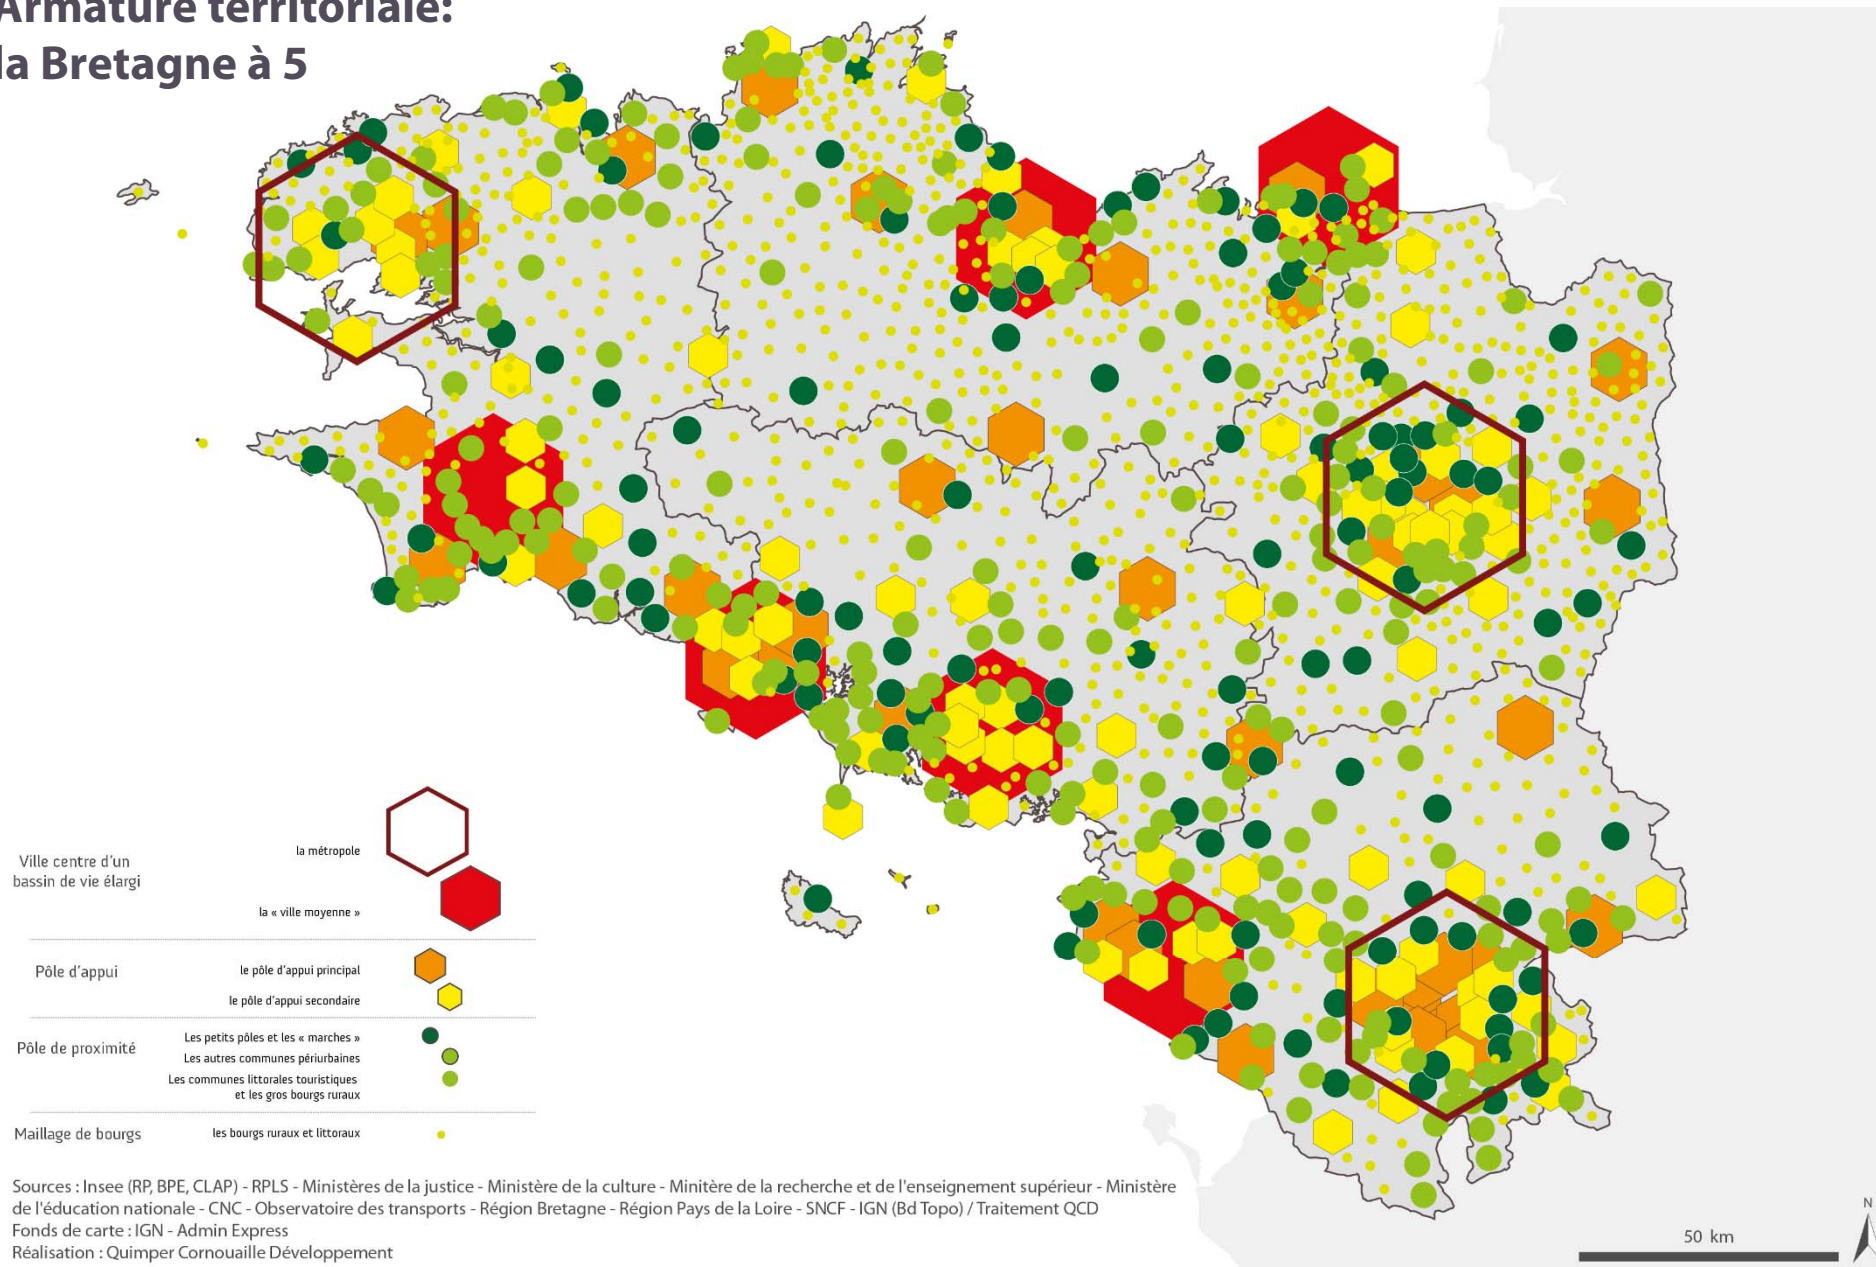 Armature territoriale:
la Bretagne à 5
Ville centre d'un
bassin de vie élargi
la métropole
la « ville moyenne »
Pôle d'appui
le pôle d'appui principal
le pôle d'appui secondaire
Pôle de proximité
Les petits pôles et les « marches »
Les autres communes périurbaines
Les communes littorales touristiques
et les gros bourgs ruraux
Maillage de bourgs
les bourgs ruraux et littoraux
Sources : Insee (RP, BPE, CLAP) - RPLS - Ministères de la justice - Ministère de la culture - Minitère de la recherche et de l'enseignement supérieur - Ministère
de l'éducation nationale - CNC - Observatoire des transports - Région Bretagne - Région Pays de la Loire - SNCF - IGN (Bd Topo) / Traitement QCD
Fonds de carte : IGN - Admin Express
Réalisation : Quimper Cornouaille Développement
50 km
N